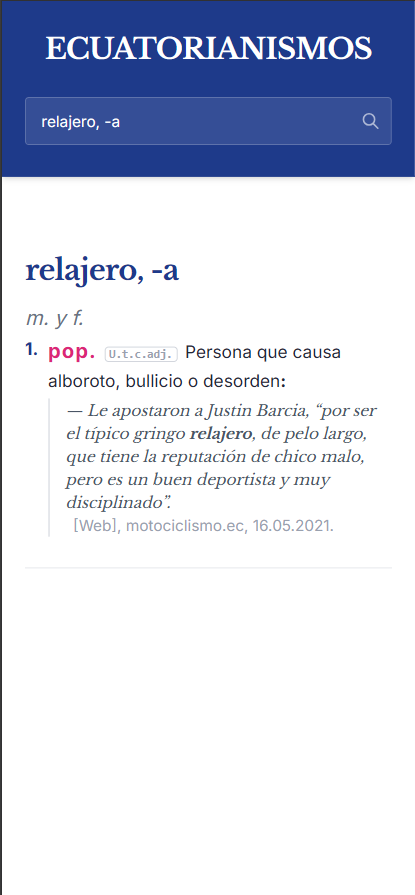 ECUATORIANISMOS
relajero, -a
relajero, -a
m. y f.
1. pop. U.t.c.adj. Persona que causa
alboroto, bullicio o desorden:
— Le apostaron a Justin Barcia, “por ser
el típico gringo relajero, de pelo largo,
que tiene la reputación de chico malo,
pero es un buen deportista y muy
disciplinado”.
[Web], motociclismo.ec, 16.05.2021.